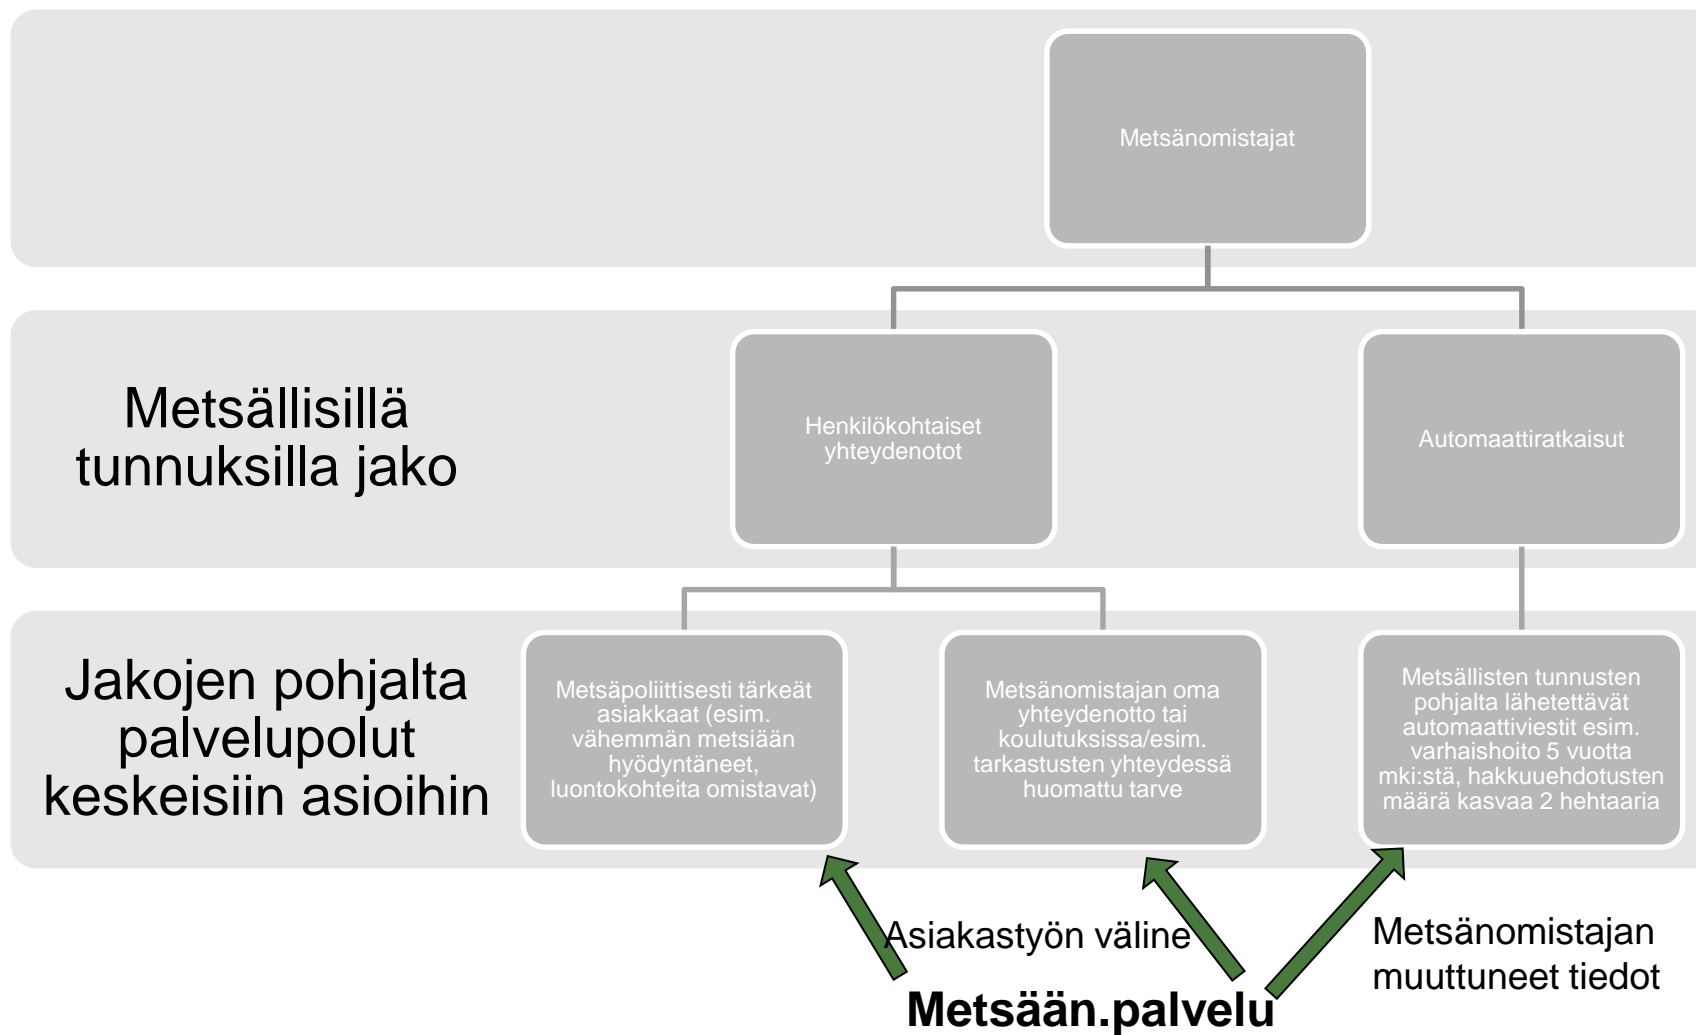 Metsänomistajat
Metsällisillä
tunnuksilla jako
Henkilökohtaiset
yhteydenotot
Automaattiratkaisut
Jakojen pohjalta
palvelupolut
keskeisiin asioihin
Metsäpoliittisesti tärkeät
asiakkaat (esim.
vähemmän metsiään
hyödyntäneet,
luontokohteita omistavat)
Metsänomistajan oma
yhteydenotto tai
koulutuksissa/esim.
tarkastusten yhteydessä
huomattu tarve
Metsällisten tunnusten
pohjalta lähetettävät
automaattiviestit esim.
varhaishoito 5 vuotta
mki:stä, hakkuuehdotusten
määrä kasvaa 2 hehtaaria
Asiakastyön väline
Metsänomistajan
muuttuneet tiedot
Metsään.palvelu